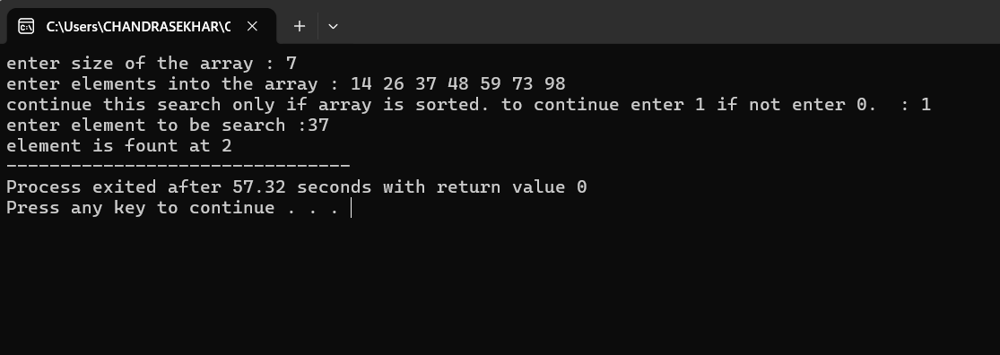 C:\Users\CHANDRASEKHAR\C
enter size of the array : 7
enter elements into the array : 14 26 37 48 59 73 98
continue this search only if array is sorted. to continue enter 1 if not enter 0.  : 1
enter element to be search :37
element is fount at 2
--------------------------------
Process exited after 57.32 seconds with return value 0
Press any key to continue . . .